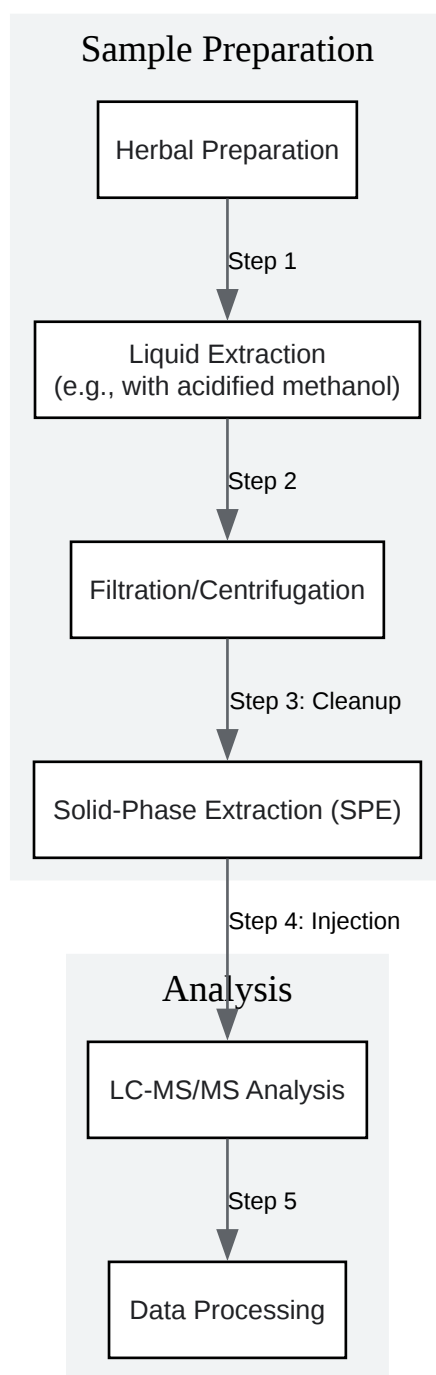 Sample Preparation
Herbal Preparation
Step 1
Liquid Extraction
(e.g., with acidified methanol)
Step 2
Filtration/Centrifugation
Step 3: Cleanup
Solid-Phase Extraction (SPE)
Step 4: Injection
Analysis
LC-MS/MS Analysis
Step 5
Data Processing